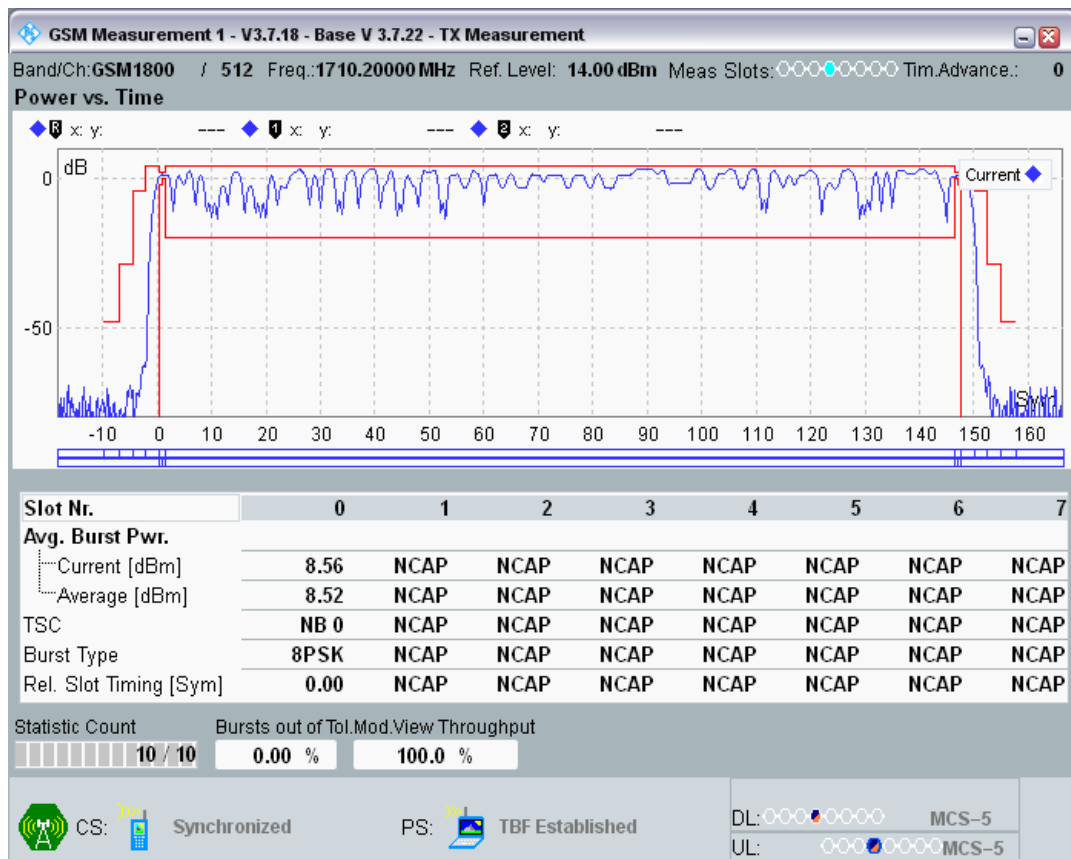 GSM Measurement 1 - V3.7.18 - Base V 3.7.22 - TX Measurement
Band/Ch:GSM1800 / 512 Freq.:1710.20000 MHz Ref. Level: 14.00 dBm Meas Slots: Tim.Advance.: 0
Power vs. Time
R x: y: --- 1 x: y: --- 2 x: y: ---
dB
0
Current
-50
Sym
-10 0 10 20 30 40 50 60 70 80 90 100 110 120 130 140 150 160
Slot Nr. 0 1 2 3 4 5 6 7
Avg. Burst Pwr.
Current [dBm] 8.56 NCAP NCAP NCAP NCAP NCAP NCAP NCAP
Average [dBm] 8.52 NCAP NCAP NCAP NCAP NCAP NCAP NCAP
TSC NB 0 NCAP NCAP NCAP NCAP NCAP NCAP NCAP
Burst Type 8PSK NCAP NCAP NCAP NCAP NCAP NCAP NCAP
Rel. Slot Timing [Sym] 0.00 NCAP NCAP NCAP NCAP NCAP NCAP NCAP
Statistic Count Bursts out of Tol.Mod.View Throughput
10 / 10 0.00 % 100.0 %
CS: Synchronized PS: TBF Established
DL: MCS-5
UL: MCS-5